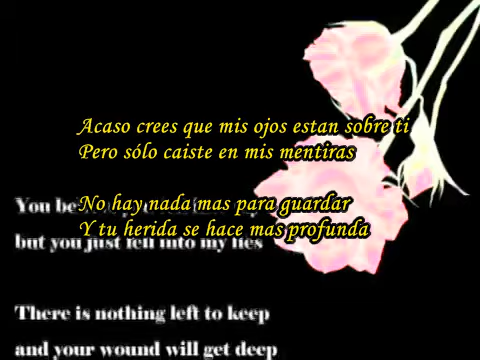 Acaso crees que mis ojos estan sobre ti
Pero sólo caiste en mis mentiras
No hay nada mas para guardar
Y tu herida se hace mas profunda
You
but you just fell into my lies
There is nothing left to keep
and your wound will get deep